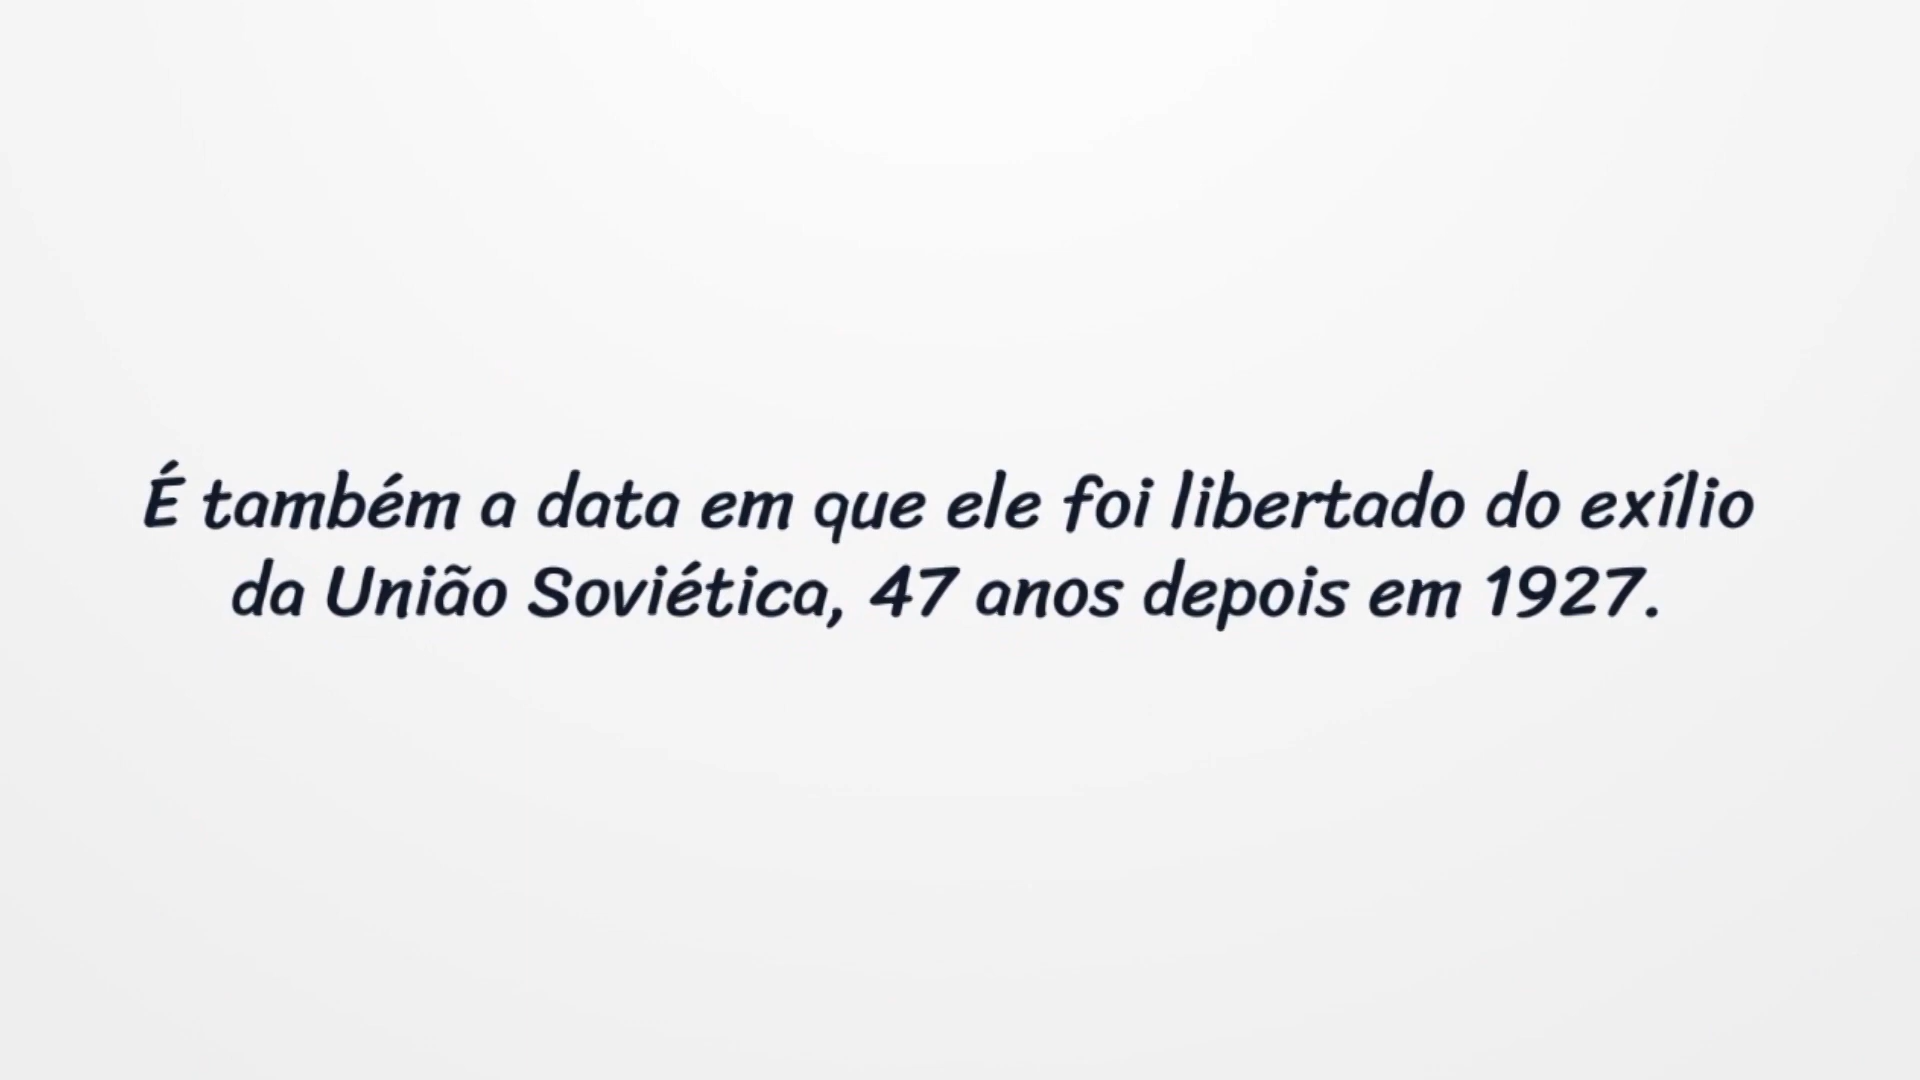 É também a data em que ele foi libertado do exílio
da União Soviética, 47 anos depois em 1927.